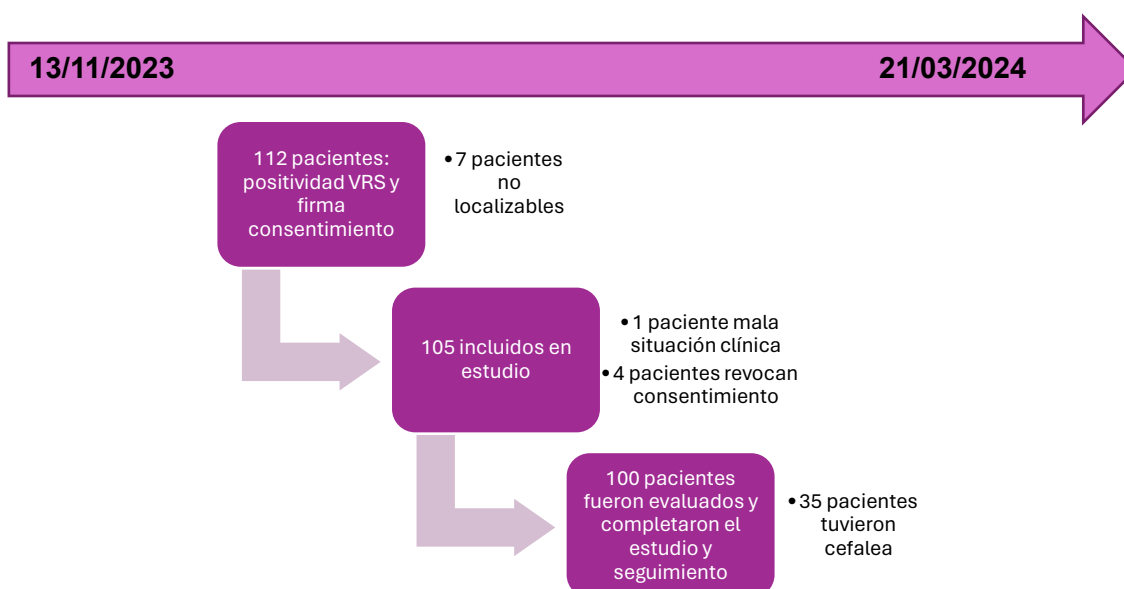 13/11/2023
21/03/2024
112 pacientes:
positividad VRS y
firma
consentimiento
•7 pacientes
no
localizables
105 incluidos en
estudio
•1 paciente mala
situación clínica
•4 pacientes revocan
consentimiento
100 pacientes
fueron evaluados y
completaron el
estudio y
seguimiento
•35 pacientes
tuvieron
cefalea